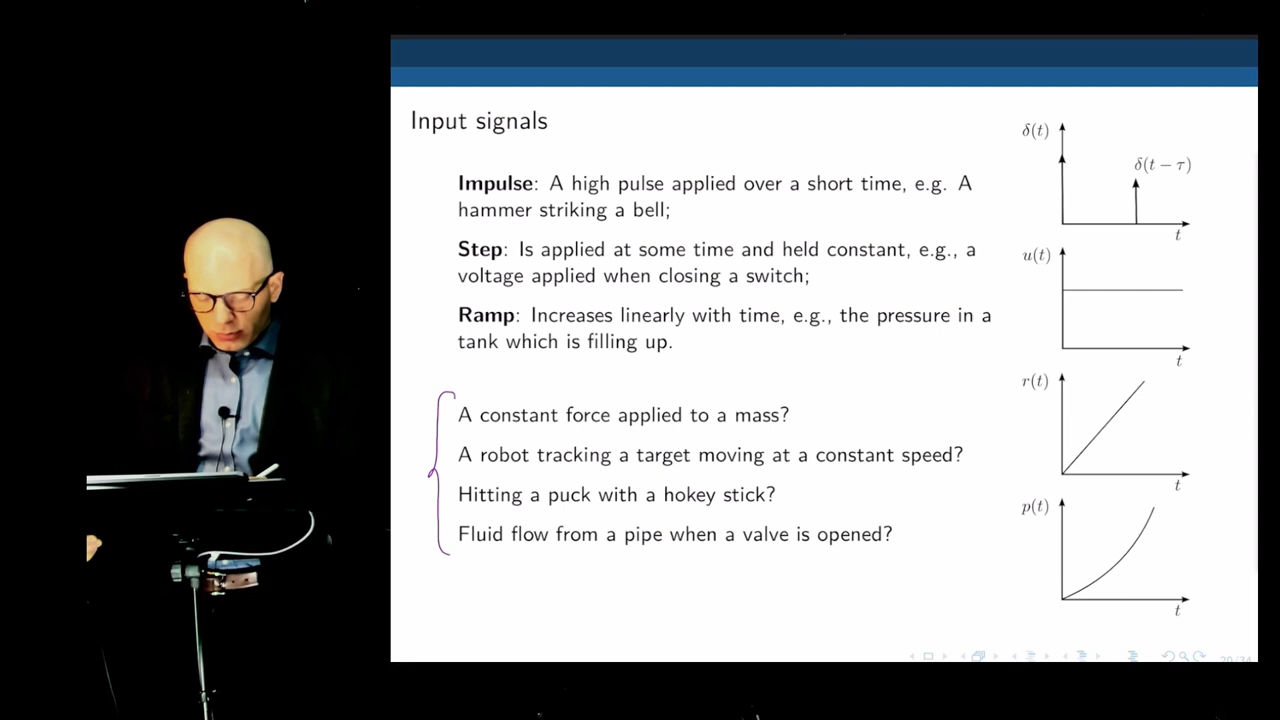 Input signals
Impulse: A high pulse applied over a short time, e.g. A
hammer striking a bell;
Step: Is applied at some time and held constant, e.g., a
voltage applied when closing a switch;
Ramp: Increases linearly with time, e.g., the pressure in a
tank which is filling up.
A constant force applied to a mass?
A robot tracking a target moving at a constant speed?
Hitting a puck with a hokey stick?
Fluid flow from a pipe when a valve is opened?
δ(t)
δ(t − τ)
t
u(t)
t
r(t)
t
p(t)
t